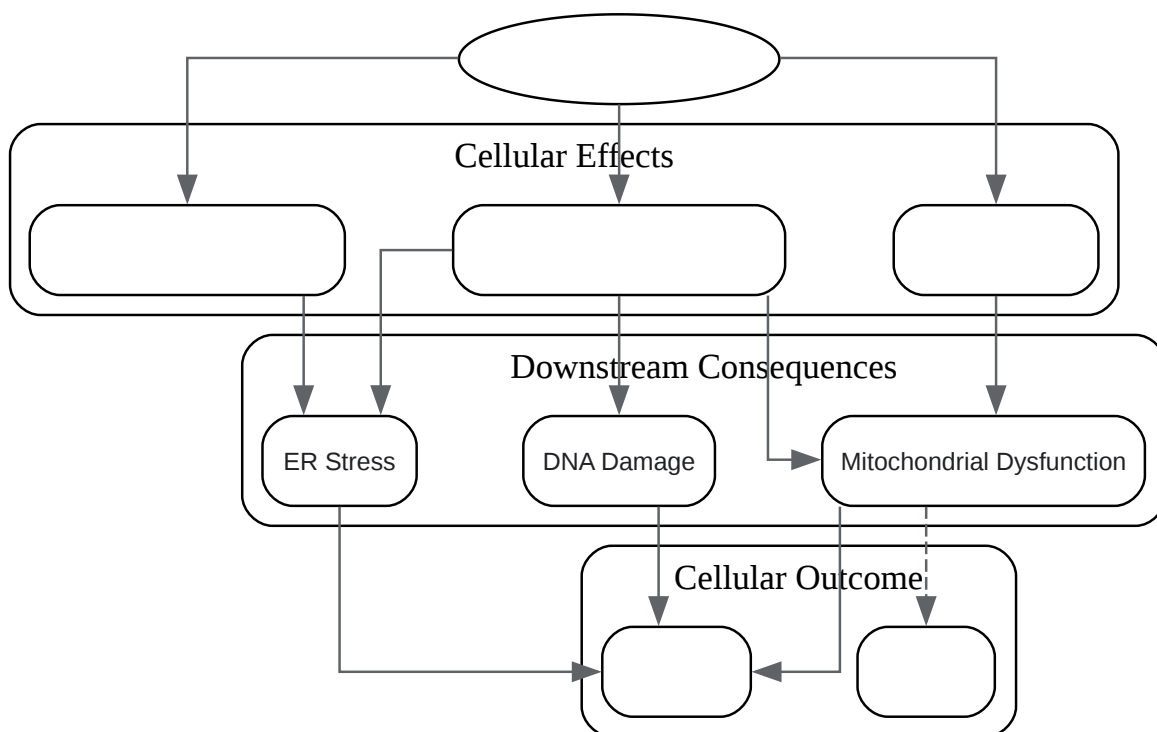 Cellular Effects
Downstream Consequences
ER Stress
DNA Damage
Mitochondrial Dysfunction
Cellular Outcome